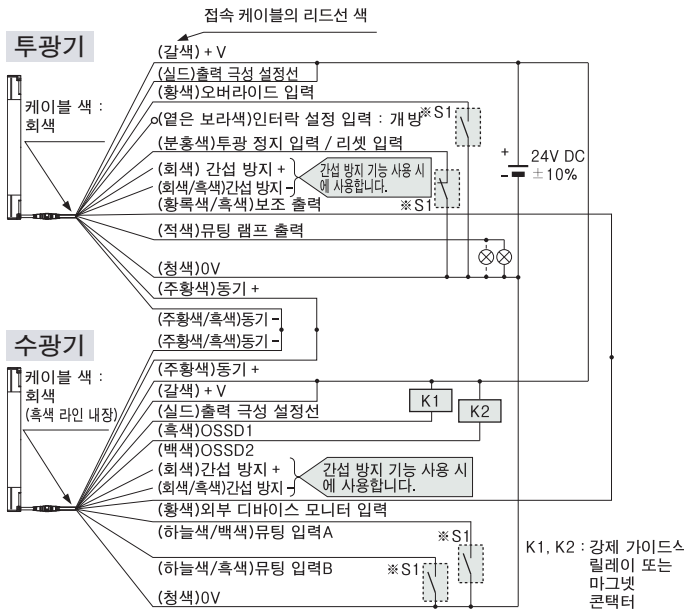 접속 케이블의 리드선 색
투광기
케이블 색 :
회색
(갈색) + V
(실드)출력 극성 설정선
(황색)오버라이드 입력
(옅은 보라색)인터락 설정 입력 : 개방
(분홍색)투광 정지 입력 / 리셋 입력
(회색) 간섭 방지 +
(회색/흑색)간섭 방지 -
간섭 방지 기능 사용 시
에 사용합니다.
(황록색/흑색)보조 출력
(적색)뮤팅 램프 출력
(청색)0V
(주황색)동기 +
(주황색/흑색)동기 -
※S1
※S1
+
-
24V DC
±10%
수광기
케이블 색 :
회색
(흑색 라인 내장)
(주황색/흑색)동기 -
(주황색)동기 +
(갈색) + V
(실드)출력 극성 설정선
(흑색)OSSD1
(백색)OSSD2
(회색)간섭 방지 +
(회색/흑색)간섭 방지 -
간섭 방지 기능 사용 시
에 사용합니다.
(황색)외부 디바이스 모니터 입력
(하늘색/백색)뮤팅 입력A
(하늘색/흑색)뮤팅 입력B
(청색)0V
K1
K2
※S1
※S1
K1, K2 : 강제 가이드식
릴레이 또는
마그넷
콘택터